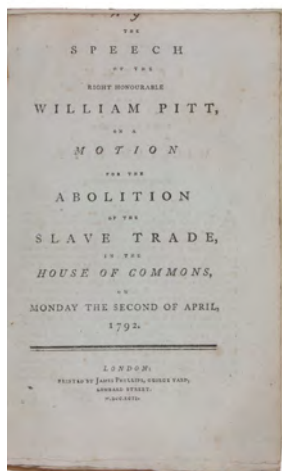 THE
SPEECH
OF THE
RIGHT HONOURABLE
WILLIAM PITT,
ON A
MOTION
FOR THE
ABOLITION
OF THE
SLAVE TRADE,
IN THE
HOUSE OF COMMONS,
ON
MONDAY THE SECOND OF APRIL,
1792.
LONDON:
PRINTED BY JAMES PHILLIPS, GEORGE YARD,
LOMBARD STREET.